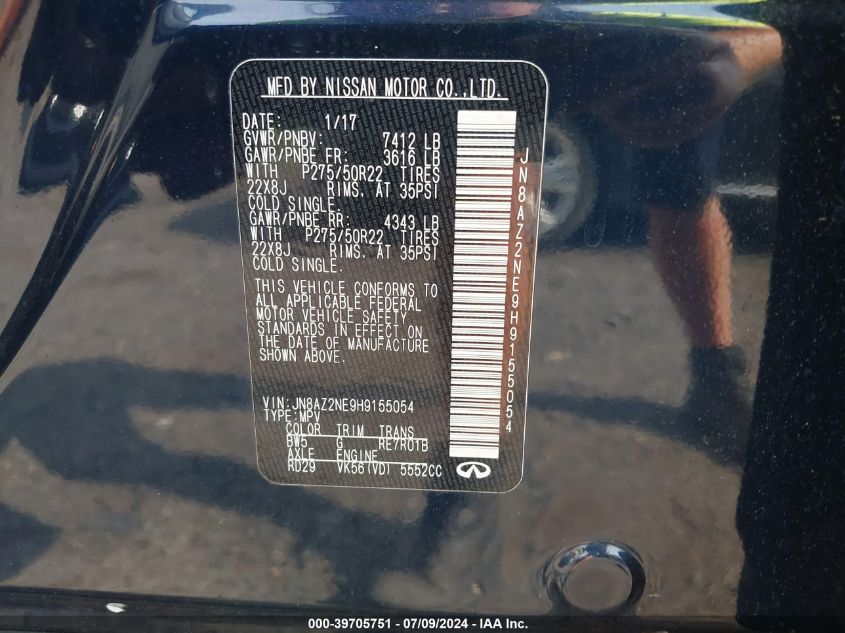 MFD BY NISSAN MOTOR CO.,LTD.
DATE: 1/17
GVWR/PNBV: 7412 LB
GAWR/PNBE FR: 3616 LB
WITH P275/50R22 TIRES
22X8J RIMS. AT 35PSI
COLD SINGLE.
GAWR/PNBE RR: 4343 LB
WITH P275/50R22 TIRES
22X8J RIMS. AT 35PSI
COLD SINGLE.
THIS VEHICLE CONFORMS TO
ALL APPLICABLE FEDERAL
MOTOR VEHICLE SAFETY
STANDARDS IN EFFECT ON
THE DATE OF MANUFACTURE
SHOWN ABOVE.
VIN: JN8AZ2NE9H9155054
TYPE: MPV
COLOR TRIM TRANS
BW5 G RE7R01B
AXLE ENGINE
RD29 VK56(VD) 5552CC
JN8AZ2NE9H9155054
000-39705751 / 07/09/2024 - IAA Inc.